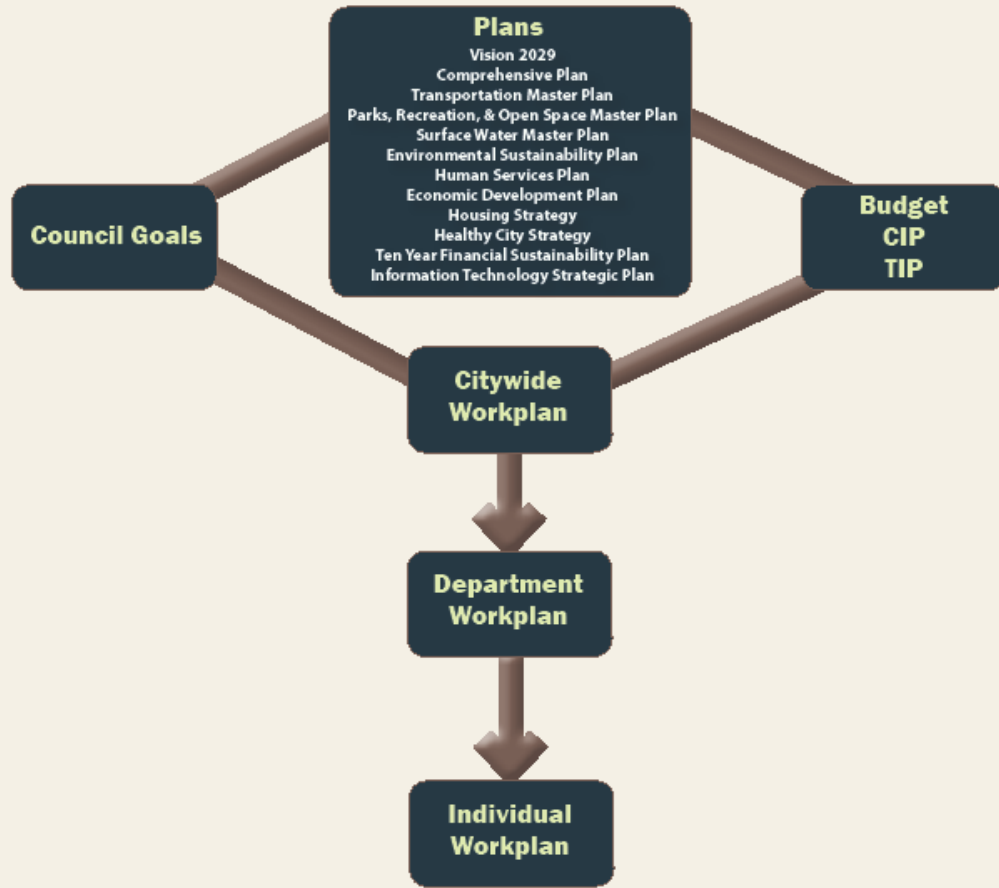 Plans
Vision 2029
Comprehensive Plan
Transportation Master Plan
Parks, Recreation, & Open Space Master Plan
Surface Water Master Plan
Environmental Sustainability Plan
Human Services Plan
Economic Development Plan
Housing Strategy
Healthy City Strategy
Ten Year Financial Sustainability Plan
Information Technology Strategic Plan
Council Goals
Budget
CIP
TIP
Citywide
Workplan
Department
Workplan
Individual
Workplan